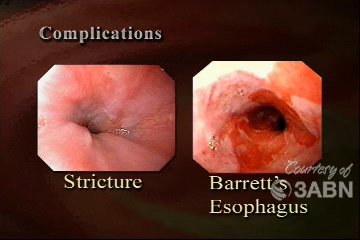 Complications
Stricture
Barrett's
Esophagus
Courtesy of
3ABN